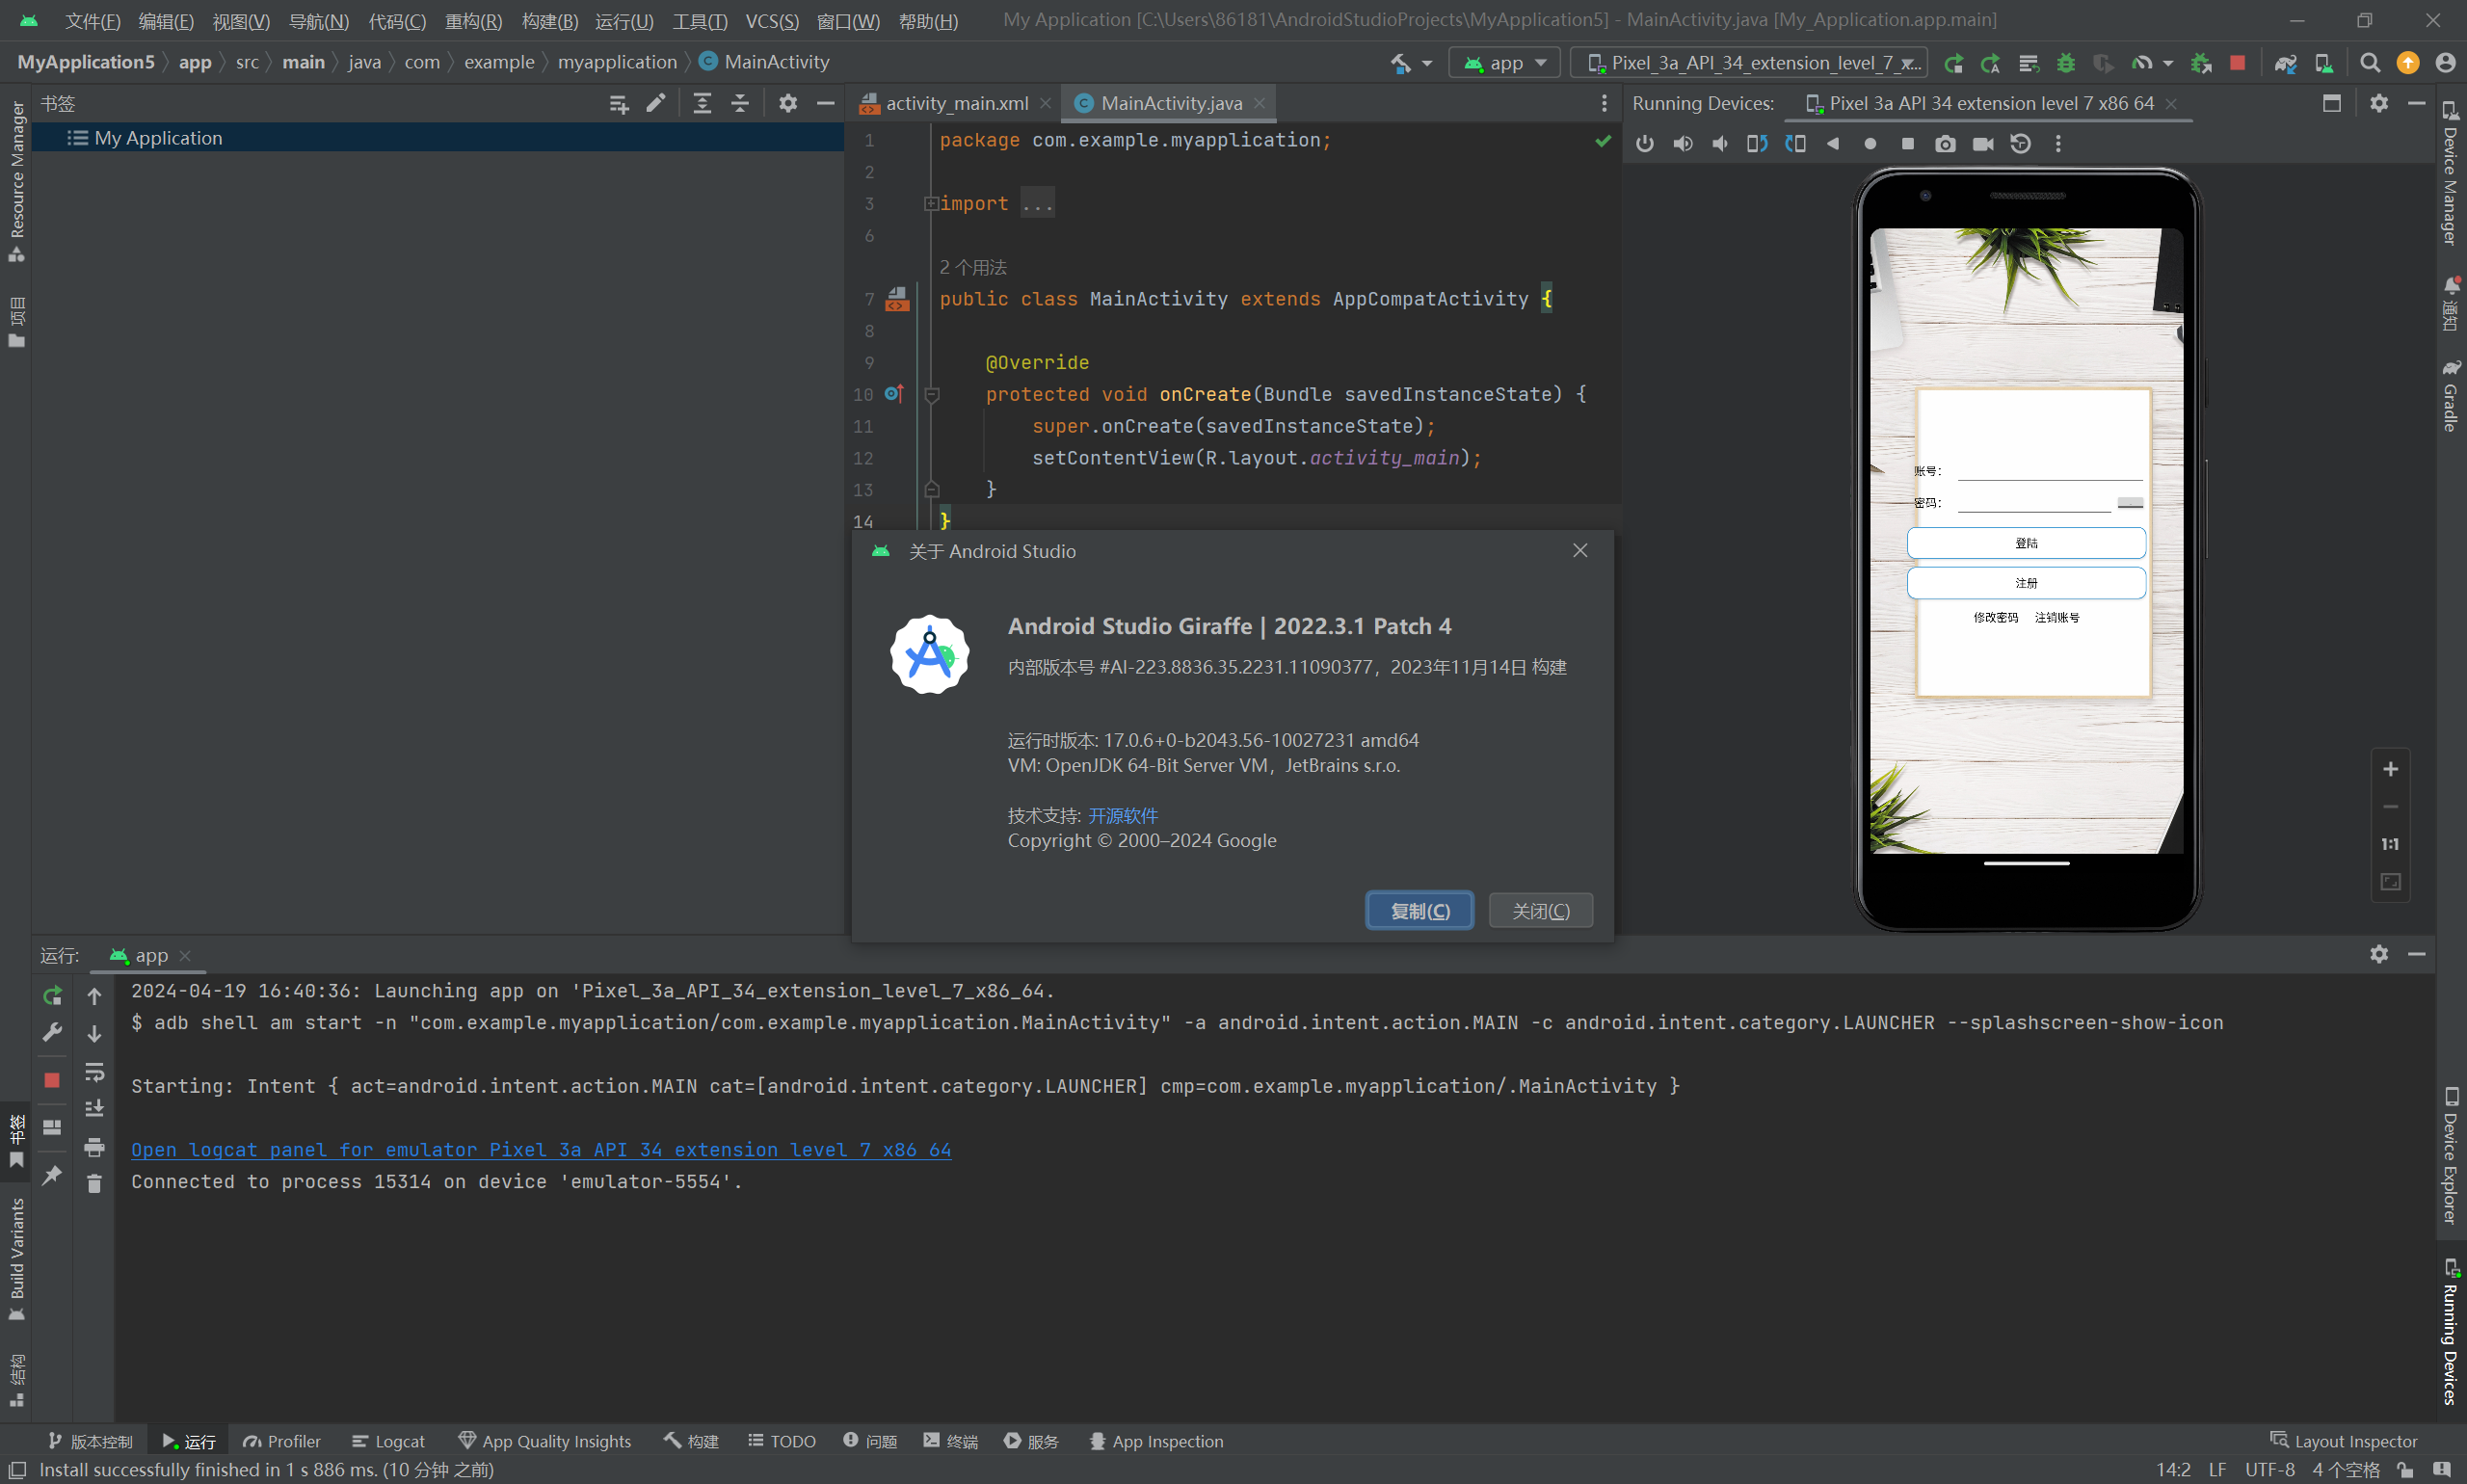 文件(F) 编辑(E) 视图(V) 导航(N) 代码(C) 重构(R) 构建(B) 运行(U) 工具(T) VCS(S) 窗口(W) 帮助(H) My Application [C:\Users\86181\AndroidStudioProjects\MyApplication5] - MainActivity.java [My_Application.app.main]
MyApplication5 app src main java com example myapplication MainActivity app Pixel_3a_API_34_extension_level_7_x...
书签
My Application
activity_main.xml MainActivity.java
1 package com.example.myapplication;
2
3 import ...
6
2 个用法
7 public class MainActivity extends AppCompatActivity {
8
9 @Override
10 protected void onCreate(Bundle savedInstanceState) {
11 super.onCreate(savedInstanceState);
12 setContentView(R.layout.activity_main);
13 }
14 }
Running Devices: Pixel 3a API 34 extension level 7 x86 64
账号：
密码：
登陆
注册
修改密码 注销账号
1:1
关于 Android Studio
Android Studio Giraffe | 2022.3.1 Patch 4
内部版本号 #AI-223.8836.35.2231.11090377，2023年11月14日 构建
运行时版本: 17.0.6+0-b2043.56-10027231 amd64
VM: OpenJDK 64-Bit Server VM，JetBrains s.r.o.
技术支持: 开源软件
Copyright © 2000–2024 Google
复制(C) 关闭(C)
运行: app
2024-04-19 16:40:36: Launching app on 'Pixel_3a_API_34_extension_level_7_x86_64.
$ adb shell am start -n "com.example.myapplication/com.example.myapplication.MainActivity" -a android.intent.action.MAIN -c android.intent.category.LAUNCHER --splashscreen-show-icon
Starting: Intent { act=android.intent.action.MAIN cat=[android.intent.category.LAUNCHER] cmp=com.example.myapplication/.MainActivity }
Open logcat panel for emulator Pixel 3a API 34 extension level 7 x86 64
Connected to process 15314 on device 'emulator-5554'.
Resource Manager
项目
书签
Build Variants
结构
Device Manager
通知
Gradle
Device Explorer
Running Devices
版本控制 运行 Profiler Logcat App Quality Insights 构建 TODO 问题 终端 服务 App Inspection Layout Inspector
Install successfully finished in 1 s 886 ms. (10 分钟 之前) 14:2 LF UTF-8 4 个空格